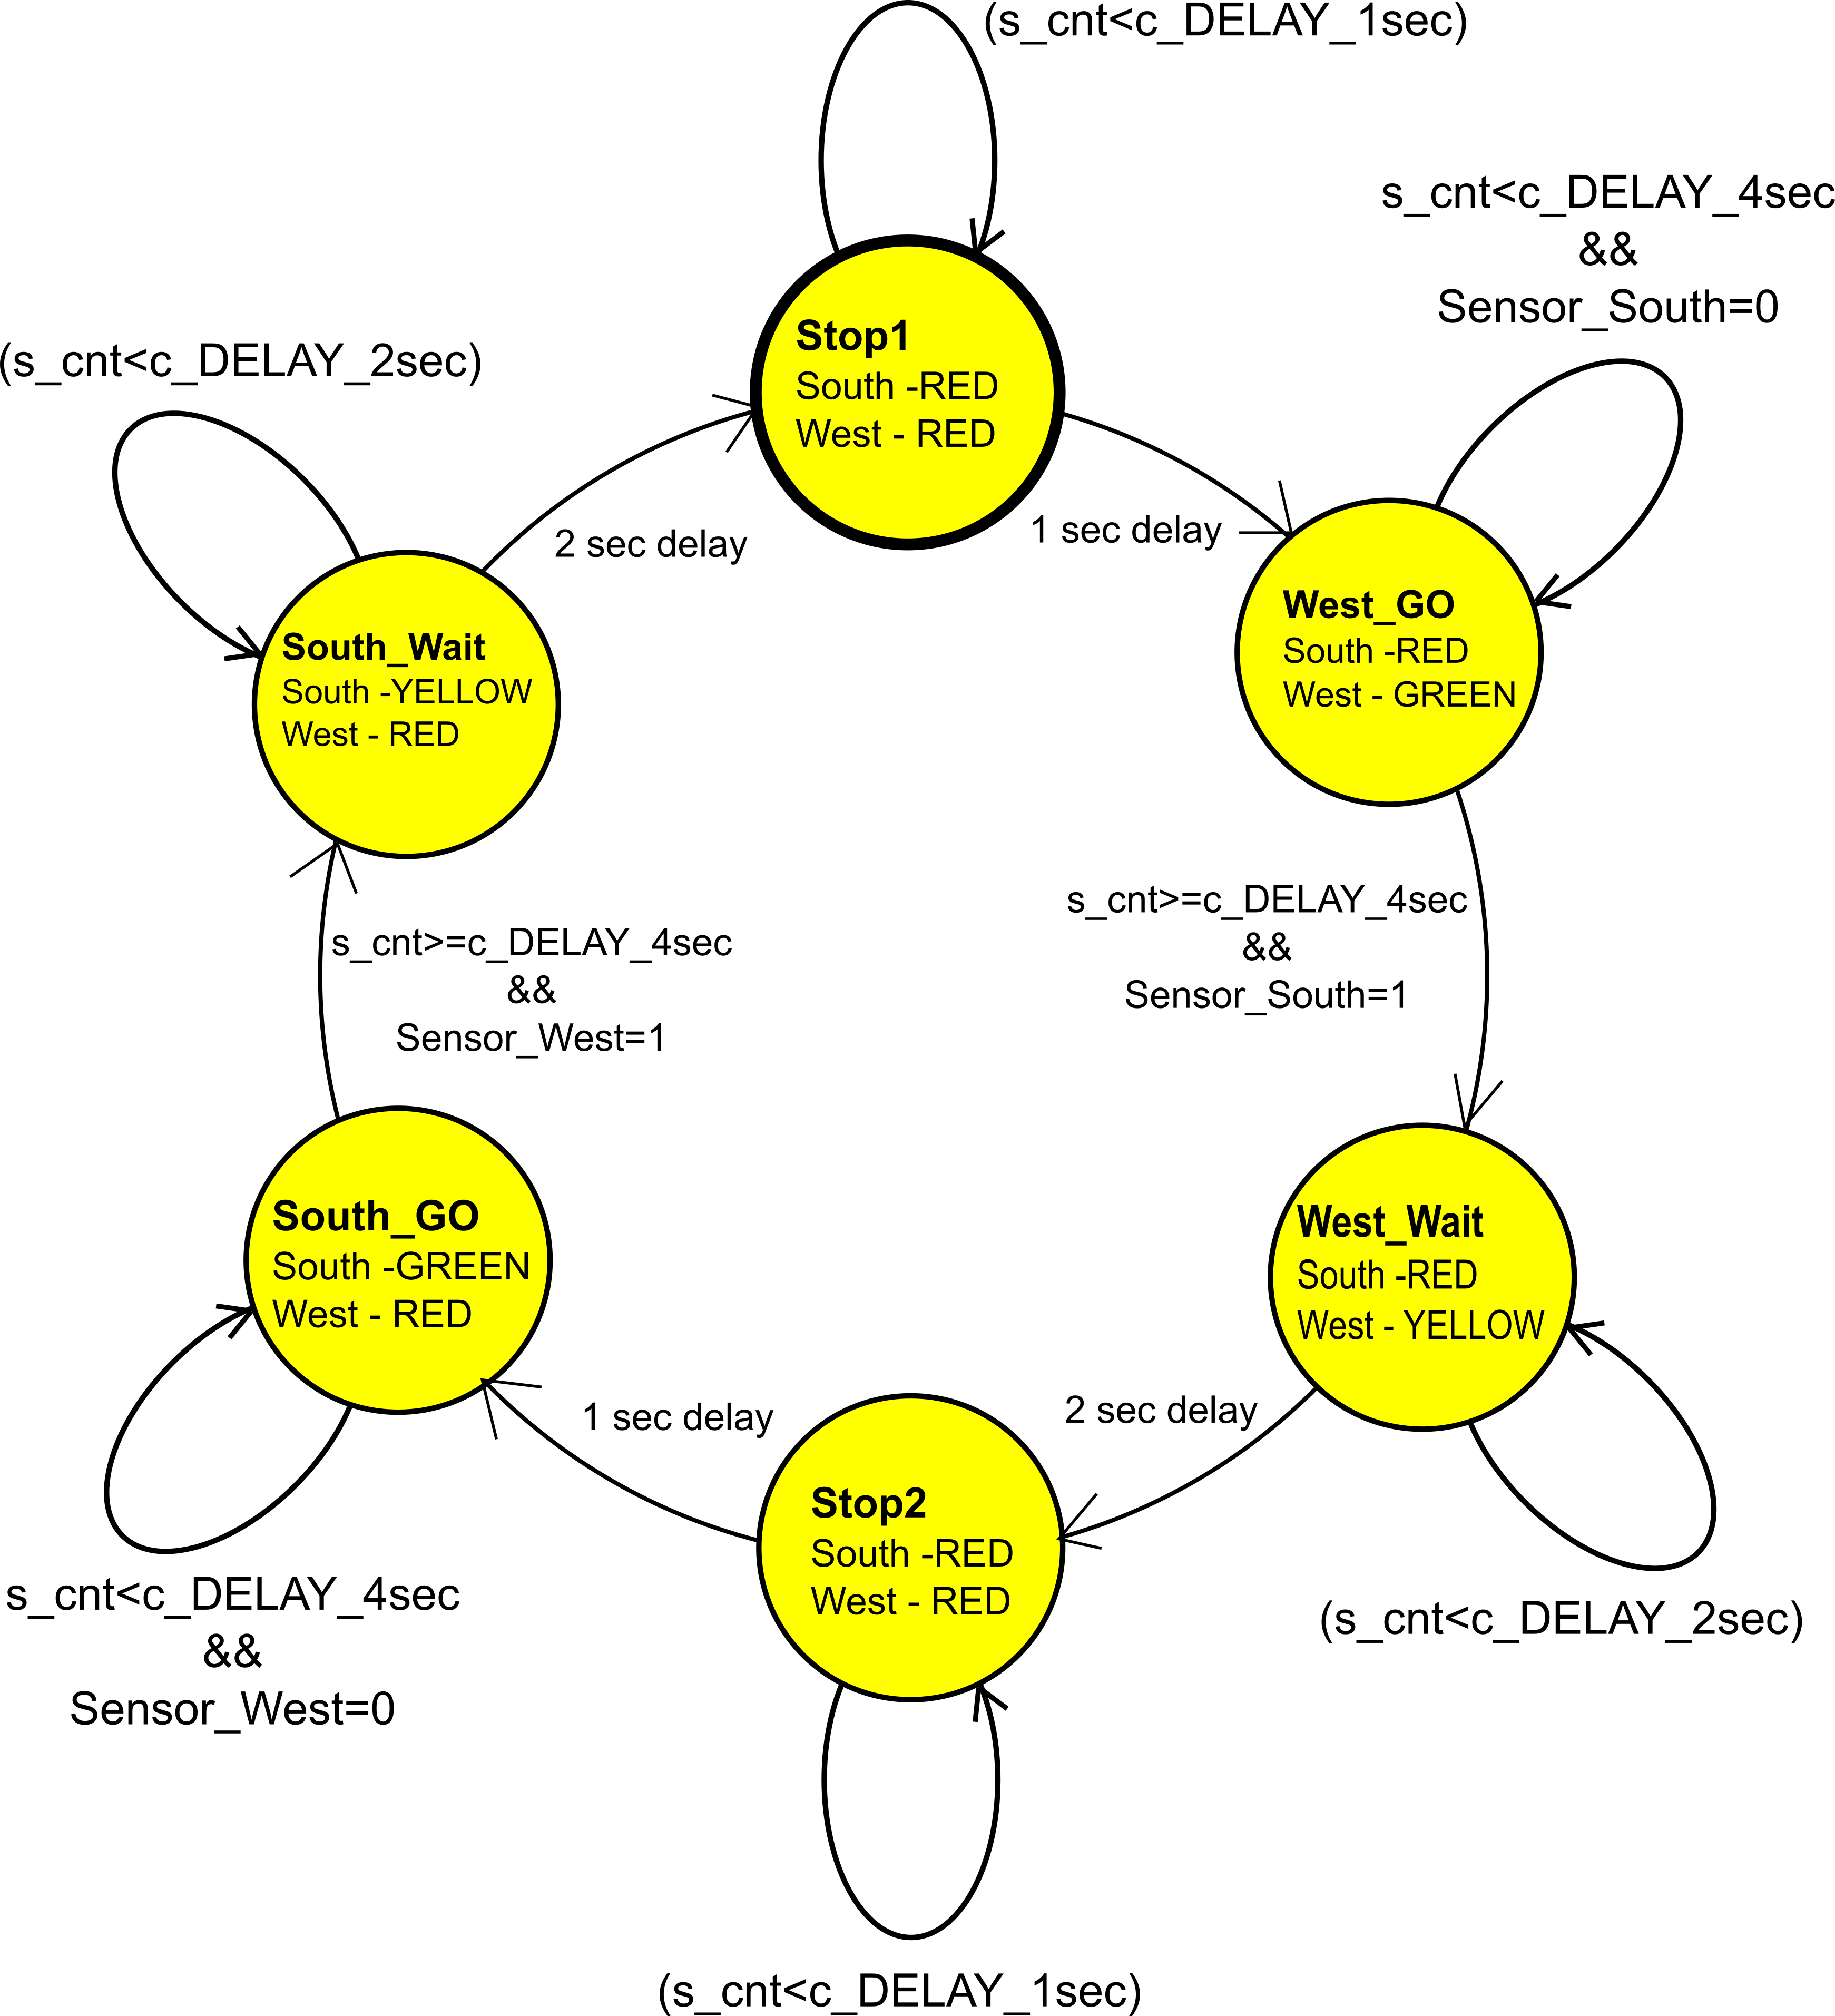 (s_cnt<c_DELAY_1sec)
s_cnt<c_DELAY_4sec
&&
Sensor_South=0
(s_cnt<c_DELAY_2sec)
Stop1
South -RED
West - RED
2 sec delay
1 sec delay
West_GO
South -RED
West - GREEN
South_Wait
South -YELLOW
West - RED
s_cnt>=c_DELAY_4sec
&&
Sensor_South=1
s_cnt>=c_DELAY_4sec
&&
Sensor_West=1
South_GO
South -GREEN
West - RED
West_Wait
South -RED
West - YELLOW
1 sec delay
2 sec delay
Stop2
South -RED
West - RED
s_cnt<c_DELAY_4sec
&&
Sensor_West=0
(s_cnt<c_DELAY_2sec)
(s_cnt<c_DELAY_1sec)